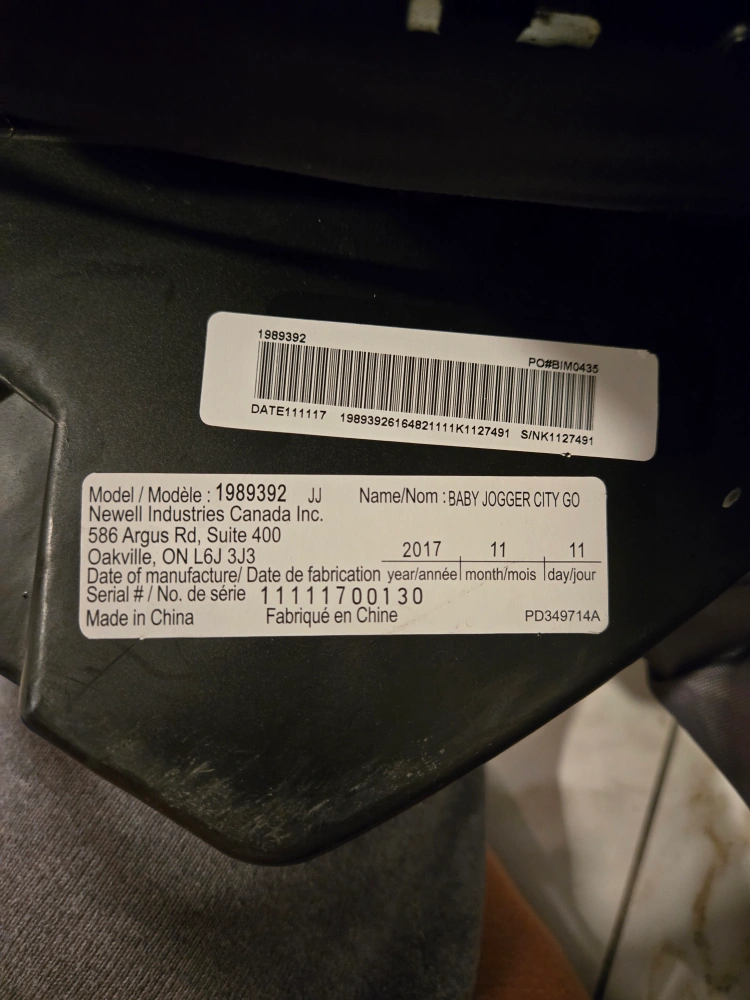 1989392
PO#BIM0435
DATE111117 19893926164821111K1127491 S/NK1127491
Model / Modèle : 1989392 JJ Name/Nom : BABY JOGGER CITY GO
Newell Industries Canada Inc.
586 Argus Rd, Suite 400
Oakville, ON L6J 3J3 2017 11 11
Date of manufacture/ Date de fabrication year/année month/mois day/jour
Serial # / No. de série 11111700130
Made in China Fabriqué en Chine PD349714A